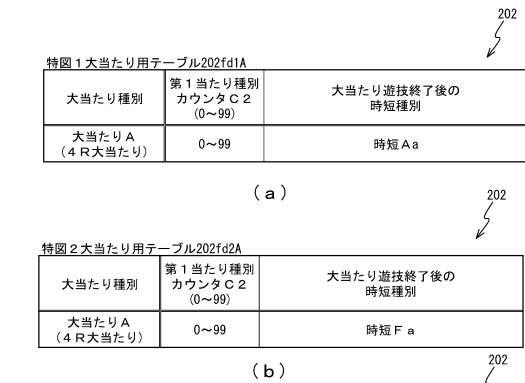 202
特図1大当たり用テーブル202fd1A
大当たり種別
第1当たり種別
カウンタC2
(0～99)
大当たり遊技終了後の
時短種別
大当たりA
(4R大当たり)
0～99
時短Aa
(a)
202
特図2大当たり用テーブル202fd2A
大当たり種別
第1当たり種別
カウンタC2
(0～99)
大当たり遊技終了後の
時短種別
大当たりA
(4R大当たり)
0～99
時短Fa
(b)
202